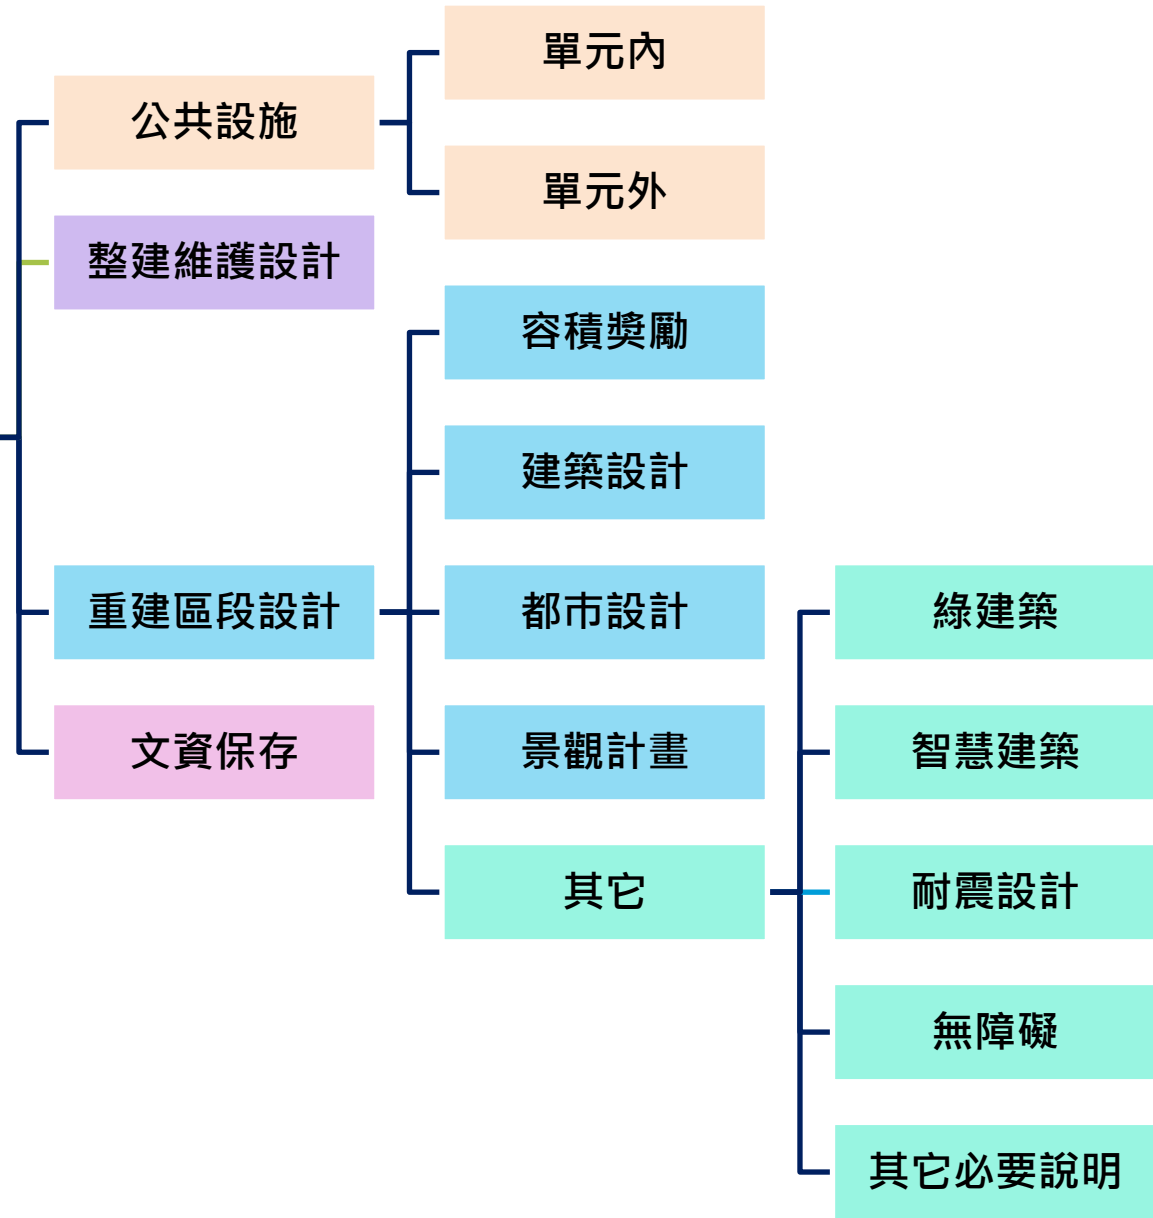 公共設施
單元內
單元外
整建維護設計
重建區段設計
容積獎勵
建築設計
都市設計
景觀計畫
其它
綠建築
智慧建築
耐震設計
無障礙
其它必要說明
文資保存